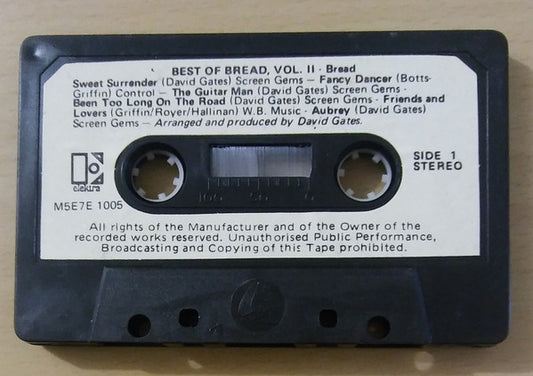 BEST OF BREAD, VOL. II · Bread
Sweet Surrender (David Gates) Screen Gems – Fancy Dancer (Botts-
Griffin) Control – The Guitar Man (David Gates) Screen Gems ·
Been Too Long On The Road (David Gates) Screen Gems · Friends and
Lovers (Griffin/Royer/Hallinan) W.B. Music · Aubrey (David Gates)
Screen Gems – Arranged and produced by David Gates.
elektra
M5E7E 1005
100 50 0
SIDE 1
STEREO
All rights of the Manufacturer and of the Owner of the
recorded works reserved. Unauthorised Public Performance,
Broadcasting and Copying of this Tape prohibited.